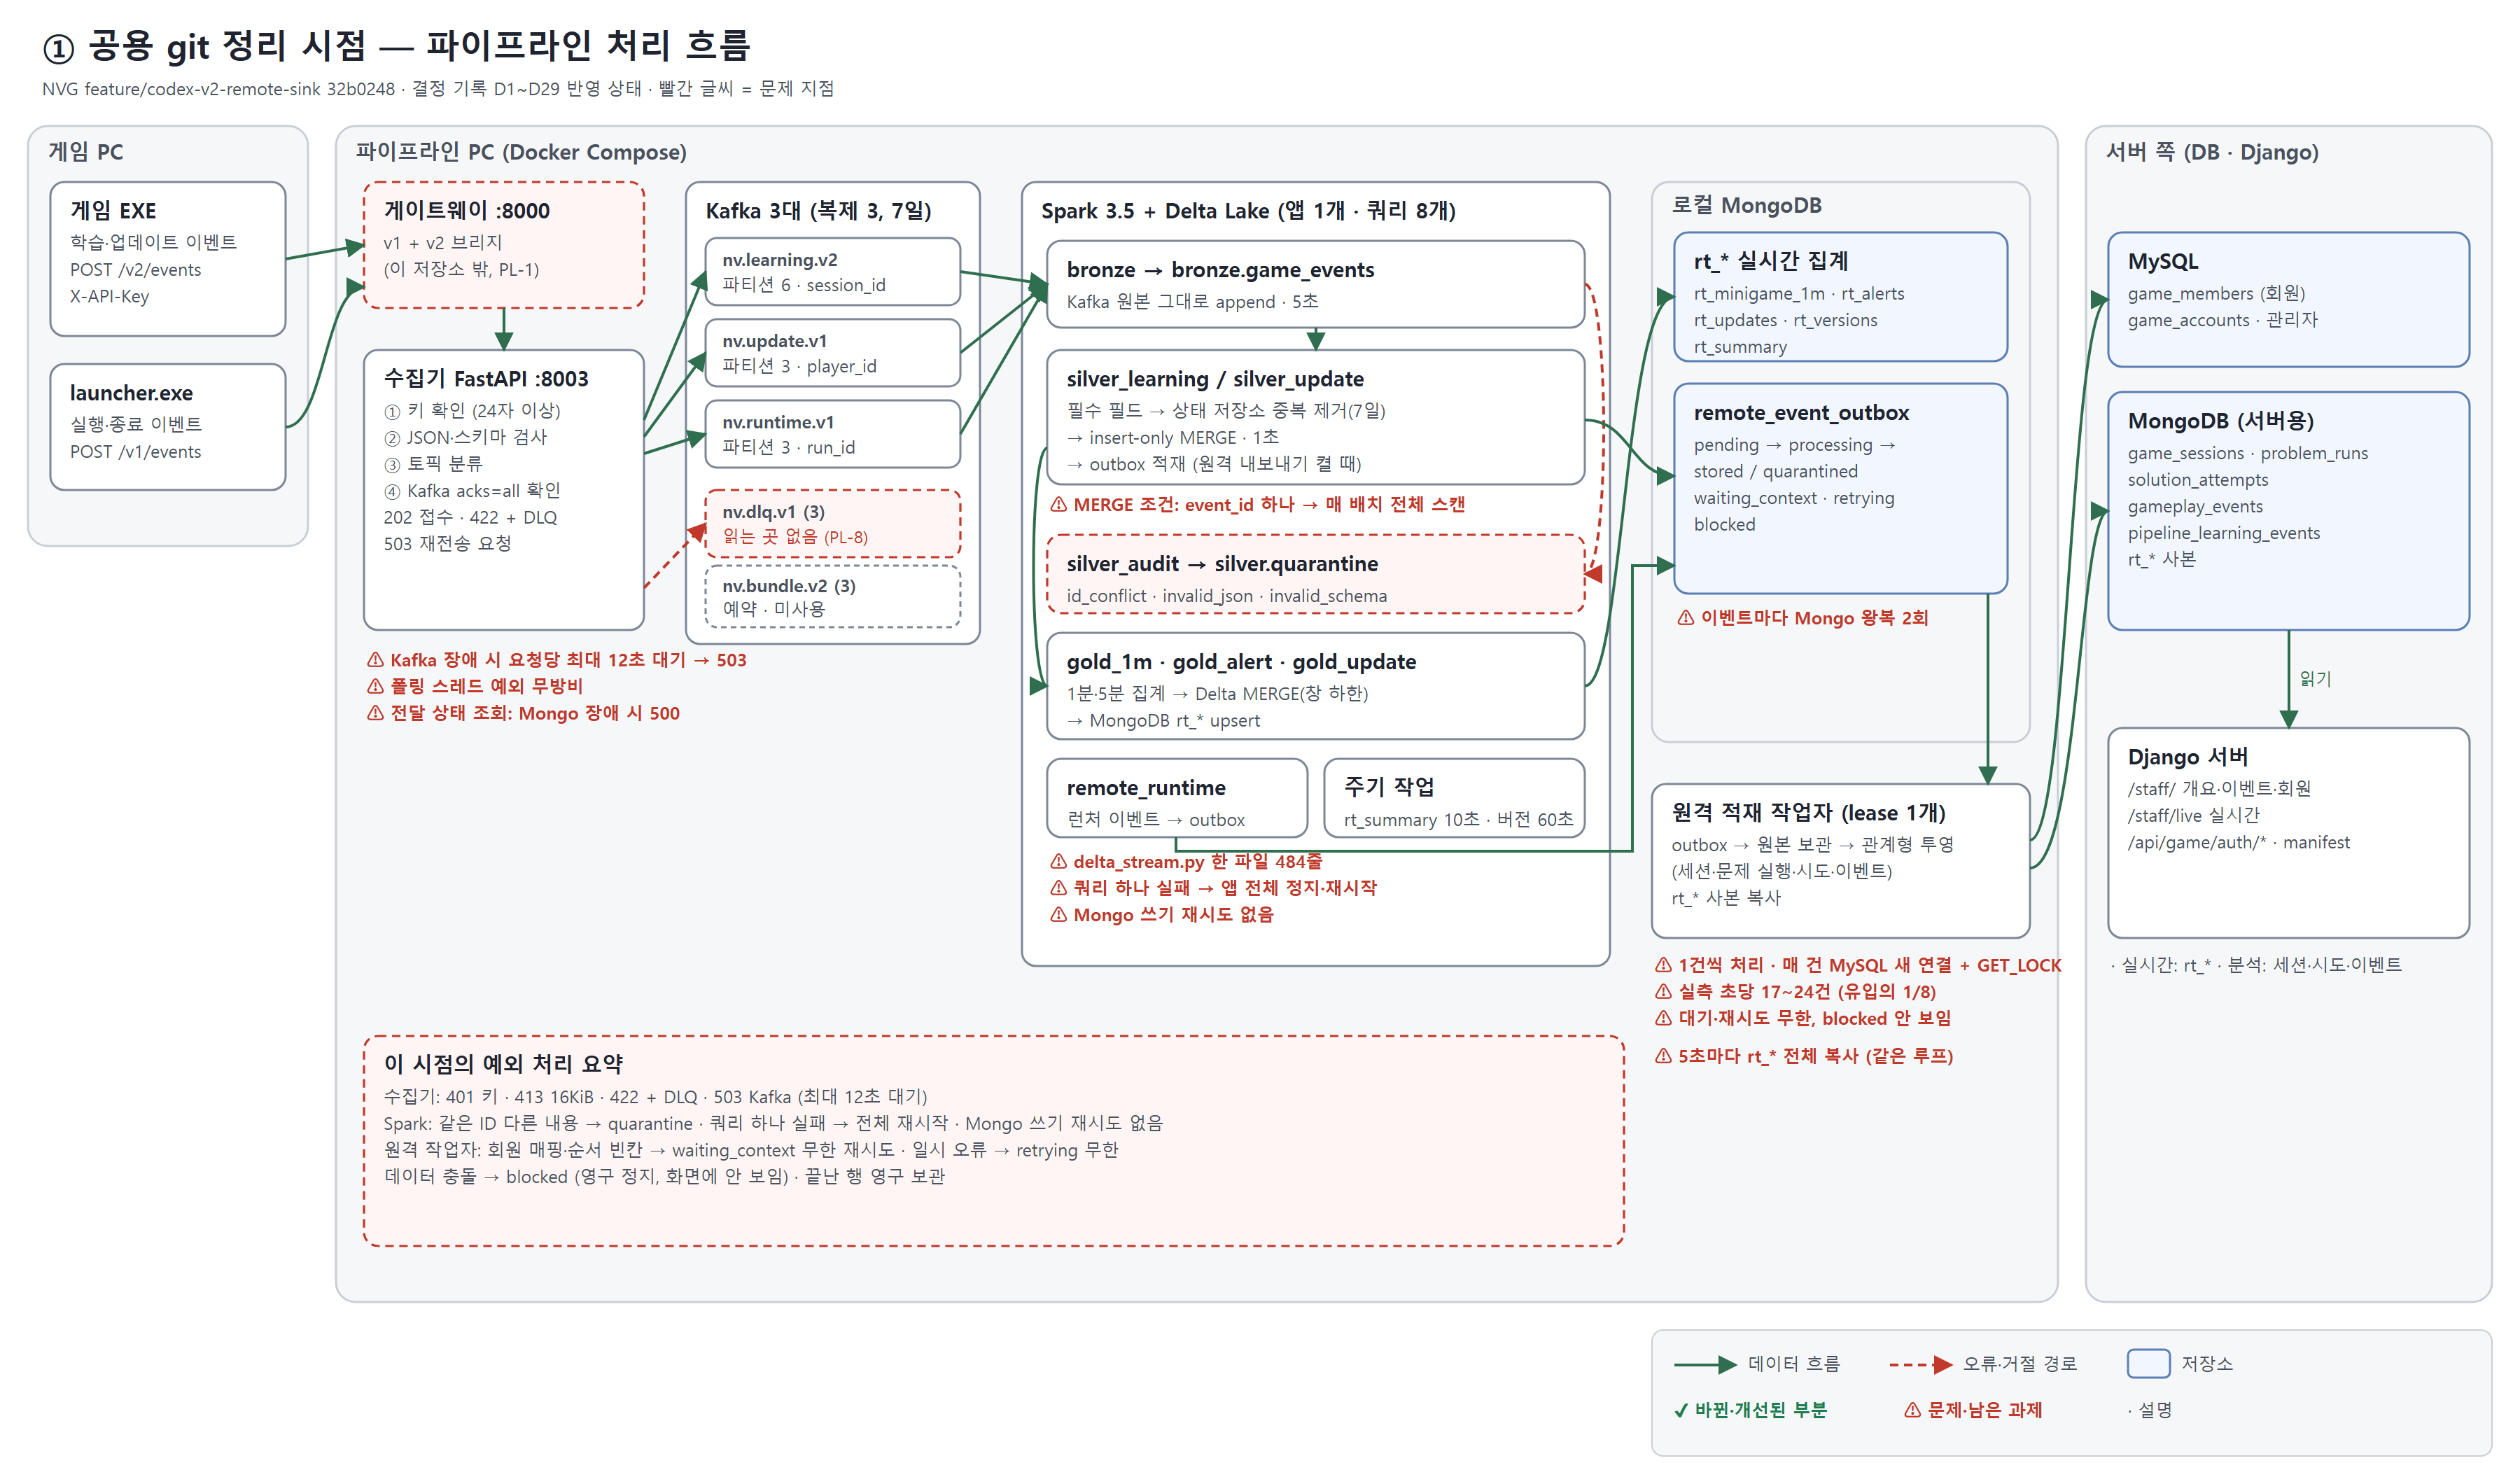 ① 공용 git 정리 시점 — 파이프라인 처리 흐름
NVG feature/codex-v2-remote-sink 32b0248 · 결정 기록 D1~D29 반영 상태 · 빨간 글씨 = 문제 지점
게임 PC
게임 EXE
학습·업데이트 이벤트
POST /v2/events
X-API-Key
launcher.exe
실행·종료 이벤트
POST /v1/events
파이프라인 PC (Docker Compose)
게이트웨이 :8000
v1 + v2 브리지
(이 저장소 밖, PL-1)
수집기 FastAPI :8003
① 키 확인 (24자 이상)
② JSON·스키마 검사
③ 토픽 분류
④ Kafka acks=all 확인
202 접수 · 422 + DLQ
503 재전송 요청
⚠ Kafka 장애 시 요청당 최대 12초 대기 → 503
⚠ 폴링 스레드 예외 무방비
⚠ 전달 상태 조회: Mongo 장애 시 500
Kafka 3대 (복제 3, 7일)
nv.learning.v2
파티션 6 · session_id
nv.update.v1
파티션 3 · player_id
nv.runtime.v1
파티션 3 · run_id
nv.dlq.v1 (3)
읽는 곳 없음 (PL-8)
nv.bundle.v2 (3)
예약 · 미사용
Spark 3.5 + Delta Lake (앱 1개 · 쿼리 8개)
bronze → bronze.game_events
Kafka 원본 그대로 append · 5초
silver_learning / silver_update
필수 필드 → 상태 저장소 중복 제거(7일)
→ insert-only MERGE · 1초
→ outbox 적재 (원격 내보내기 켤 때)
⚠ MERGE 조건: event_id 하나 → 매 배치 전체 스캔
silver_audit → silver.quarantine
id_conflict · invalid_json · invalid_schema
gold_1m · gold_alert · gold_update
1분·5분 집계 → Delta MERGE(창 하한)
→ MongoDB rt_* upsert
remote_runtime
런처 이벤트 → outbox
주기 작업
rt_summary 10초 · 버전 60초
⚠ delta_stream.py 한 파일 484줄
⚠ 쿼리 하나 실패 → 앱 전체 정지·재시작
⚠ Mongo 쓰기 재시도 없음
로컬 MongoDB
rt_* 실시간 집계
rt_minigame_1m · rt_alerts
rt_updates · rt_versions
rt_summary
remote_event_outbox
pending → processing →
stored / quarantined
waiting_context · retrying
blocked
⚠ 이벤트마다 Mongo 왕복 2회
원격 적재 작업자 (lease 1개)
outbox → 원본 보관 → 관계형 투영
(세션·문제 실행·시도·이벤트)
rt_* 사본 복사
⚠ 1건씩 처리 · 매 건 MySQL 새 연결 + GET_LOCK
⚠ 실측 초당 17~24건 (유입의 1/8)
⚠ 대기·재시도 무한, blocked 안 보임
⚠ 5초마다 rt_* 전체 복사 (같은 루프)
서버 쪽 (DB · Django)
MySQL
game_members (회원)
game_accounts · 관리자
MongoDB (서버용)
game_sessions · problem_runs
solution_attempts
gameplay_events
pipeline_learning_events
rt_* 사본
읽기
Django 서버
/staff/ 개요·이벤트·회원
/staff/live 실시간
/api/game/auth/* · manifest
· 실시간: rt_* · 분석: 세션·시도·이벤트
이 시점의 예외 처리 요약
수집기: 401 키 · 413 16KiB · 422 + DLQ · 503 Kafka (최대 12초 대기)
Spark: 같은 ID 다른 내용 → quarantine · 쿼리 하나 실패 → 전체 재시작 · Mongo 쓰기 재시도 없음
원격 작업자: 회원 매핑·순서 빈칸 → waiting_context 무한 재시도 · 일시 오류 → retrying 무한
데이터 충돌 → blocked (영구 정지, 화면에 안 보임) · 끝난 행 영구 보관
데이터 흐름
오류·거절 경로
저장소
✓ 바뀐·개선된 부분
⚠ 문제·남은 과제
· 설명